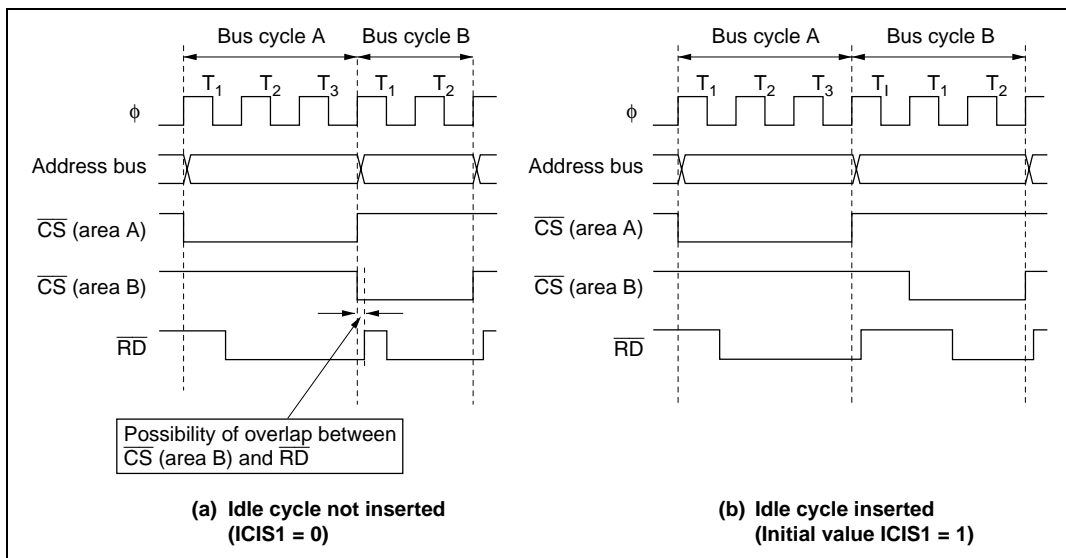 Bus cycle A Bus cycle B
T1 T2 T3 T1 T2
ϕ
Address bus
CS (area A)
CS (area B)
RD
Possibility of overlap between
CS (area B) and RD
(a) Idle cycle not inserted
(ICIS1 = 0)
Bus cycle A Bus cycle B
T1 T2 T3 TI T1 T2
ϕ
Address bus
CS (area A)
CS (area B)
RD
(b) Idle cycle inserted
(Initial value ICIS1 = 1)